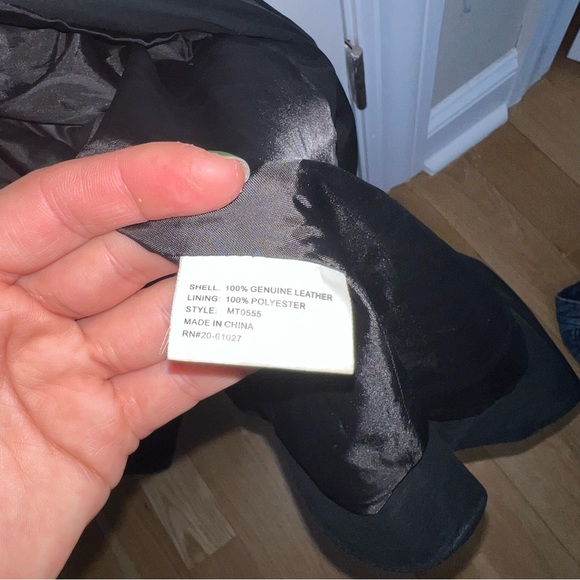 SHELL: 100% GENUINE LEATHER
LINING: 100% POLYESTER
STYLE: MT0555
MADE IN CHINA
RN#20-61027